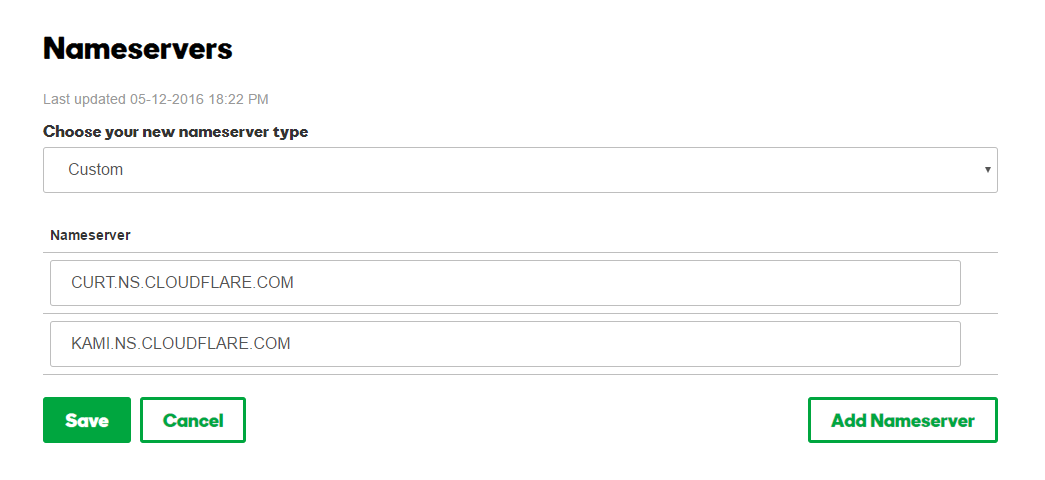 Nameservers
Last updated 05-12-2016 18:22 PM
Choose your new nameserver type
Custom
Nameserver
CURT.NS.CLOUDFLARE.COM
KAMI.NS.CLOUDFLARE.COM
Save Cancel Add Nameserver